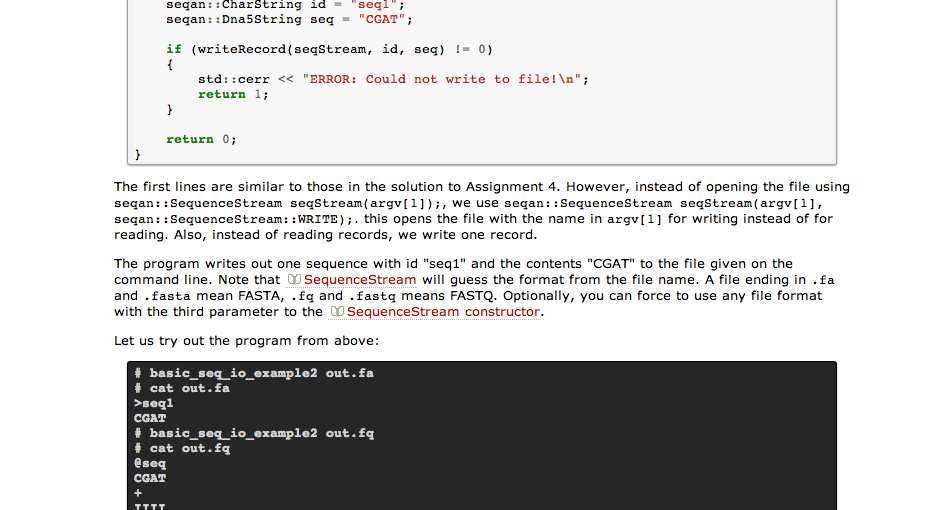 seqan::CharString id = "seq1";
seqan::Dna5String seq = "CGAT";
if (writeRecord(seqStream, id, seq) != 0)
{
std::cerr << "ERROR: Could not write to file!\n";
return 1;
}
return 0;
}
The first lines are similar to those in the solution to Assignment 4. However, instead of opening the file using
seqan::SequenceStream seqStream(argv[1]);, we use seqan::SequenceStream seqStream(argv[1],
seqan::SequenceStream::WRITE);. this opens the file with the name in argv[1] for writing instead of for
reading. Also, instead of reading records, we write one record.
The program writes out one sequence with id "seq1" and the contents "CGAT" to the file given on the
command line. Note that SequenceStream will guess the format from the file name. A file ending in .fa
and .fasta mean FASTA, .fq and .fastq means FASTQ. Optionally, you can force to use any file format
with the third parameter to the SequenceStream constructor.
Let us try out the program from above:
# basic_seq_io_example2 out.fa
# cat out.fa
>seq1
CGAT
# basic_seq_io_example2 out.fq
# cat out.fq
@seq
CGAT
+
IIII